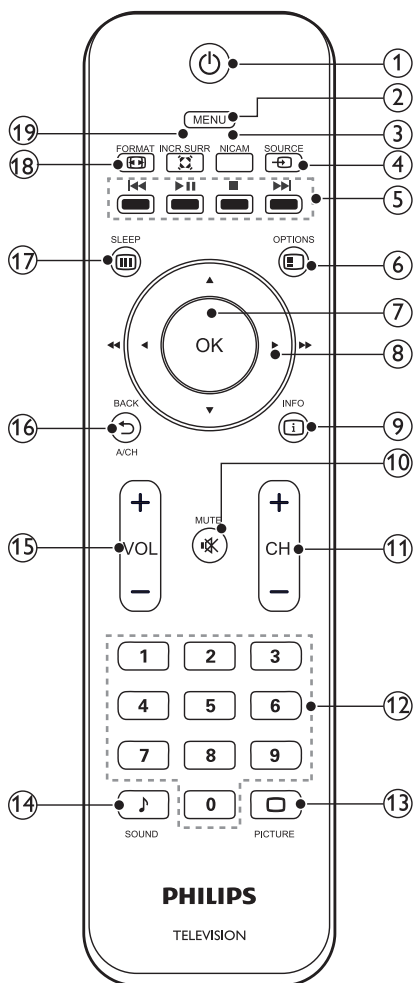 1
MENU
2
19
3
FORMAT INCR.SURR NICAM SOURCE
18
4
5
SLEEP OPTIONS
17
6
7
OK
8
BACK INFO
16
9
A/CH
10
+ +
MUTE
15
VOL CH
11
− −
1 2 3
4 5 6
12
7 8 9
14
0
13
SOUND PICTURE
PHILIPS
TELEVISION